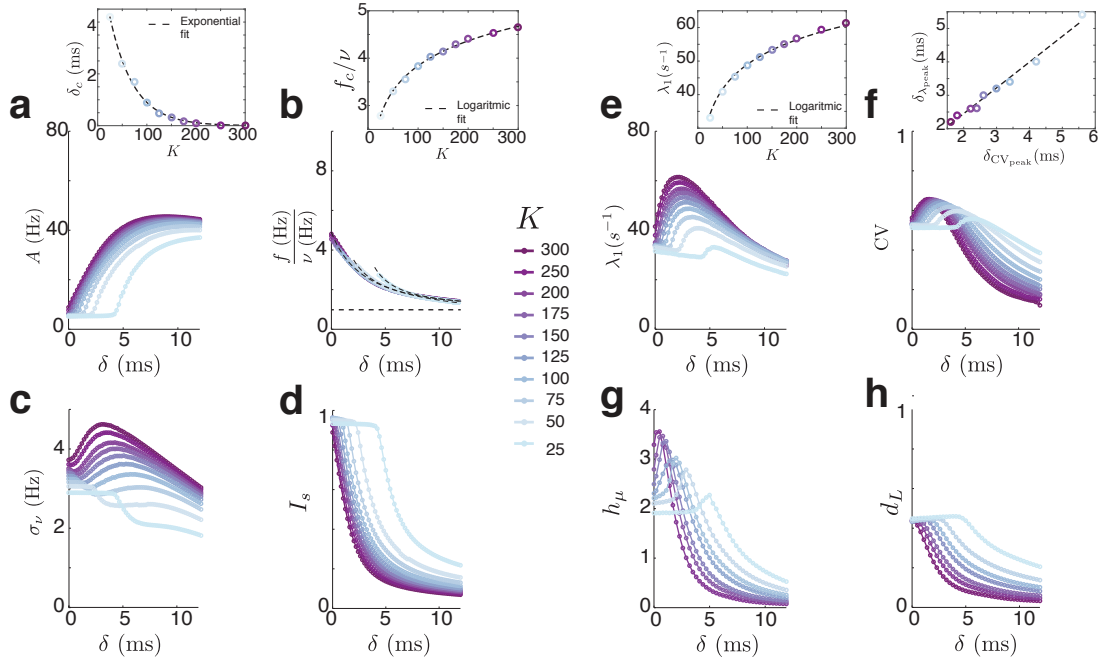 a
4
2
0
δc (ms)
0 100 200 300
K
Exponential
fit
80
40
0
A (Hz)
0 5 10
δ (ms)
b
5
4
3
fc/ν
0 100 200 300
K
Logaritmic
fit
8
4
0
f (Hz)
ν (Hz)
0 5 10
δ (ms)
e
60
50
40
λ1(s−1)
0 100 200 300
K
Logaritmic
fit
80
40
0
λ1(s−1)
0 5 10
δ (ms)
f
5
4
3
2
δλpeak
2 3 4 5 6
δCVpeak(ms)
1
0
CV
0 5 10
δ (ms)
K
300
250
200
175
150
125
100
75
50
25
c
4
2
0
σν (Hz)
0 5 10
δ (ms)
d
1
0
Is
0 5 10
δ (ms)
g
4
3
2
1
0
hμ
0 5 10
δ (ms)
h
1
0
dL
0 5 10
δ (ms)